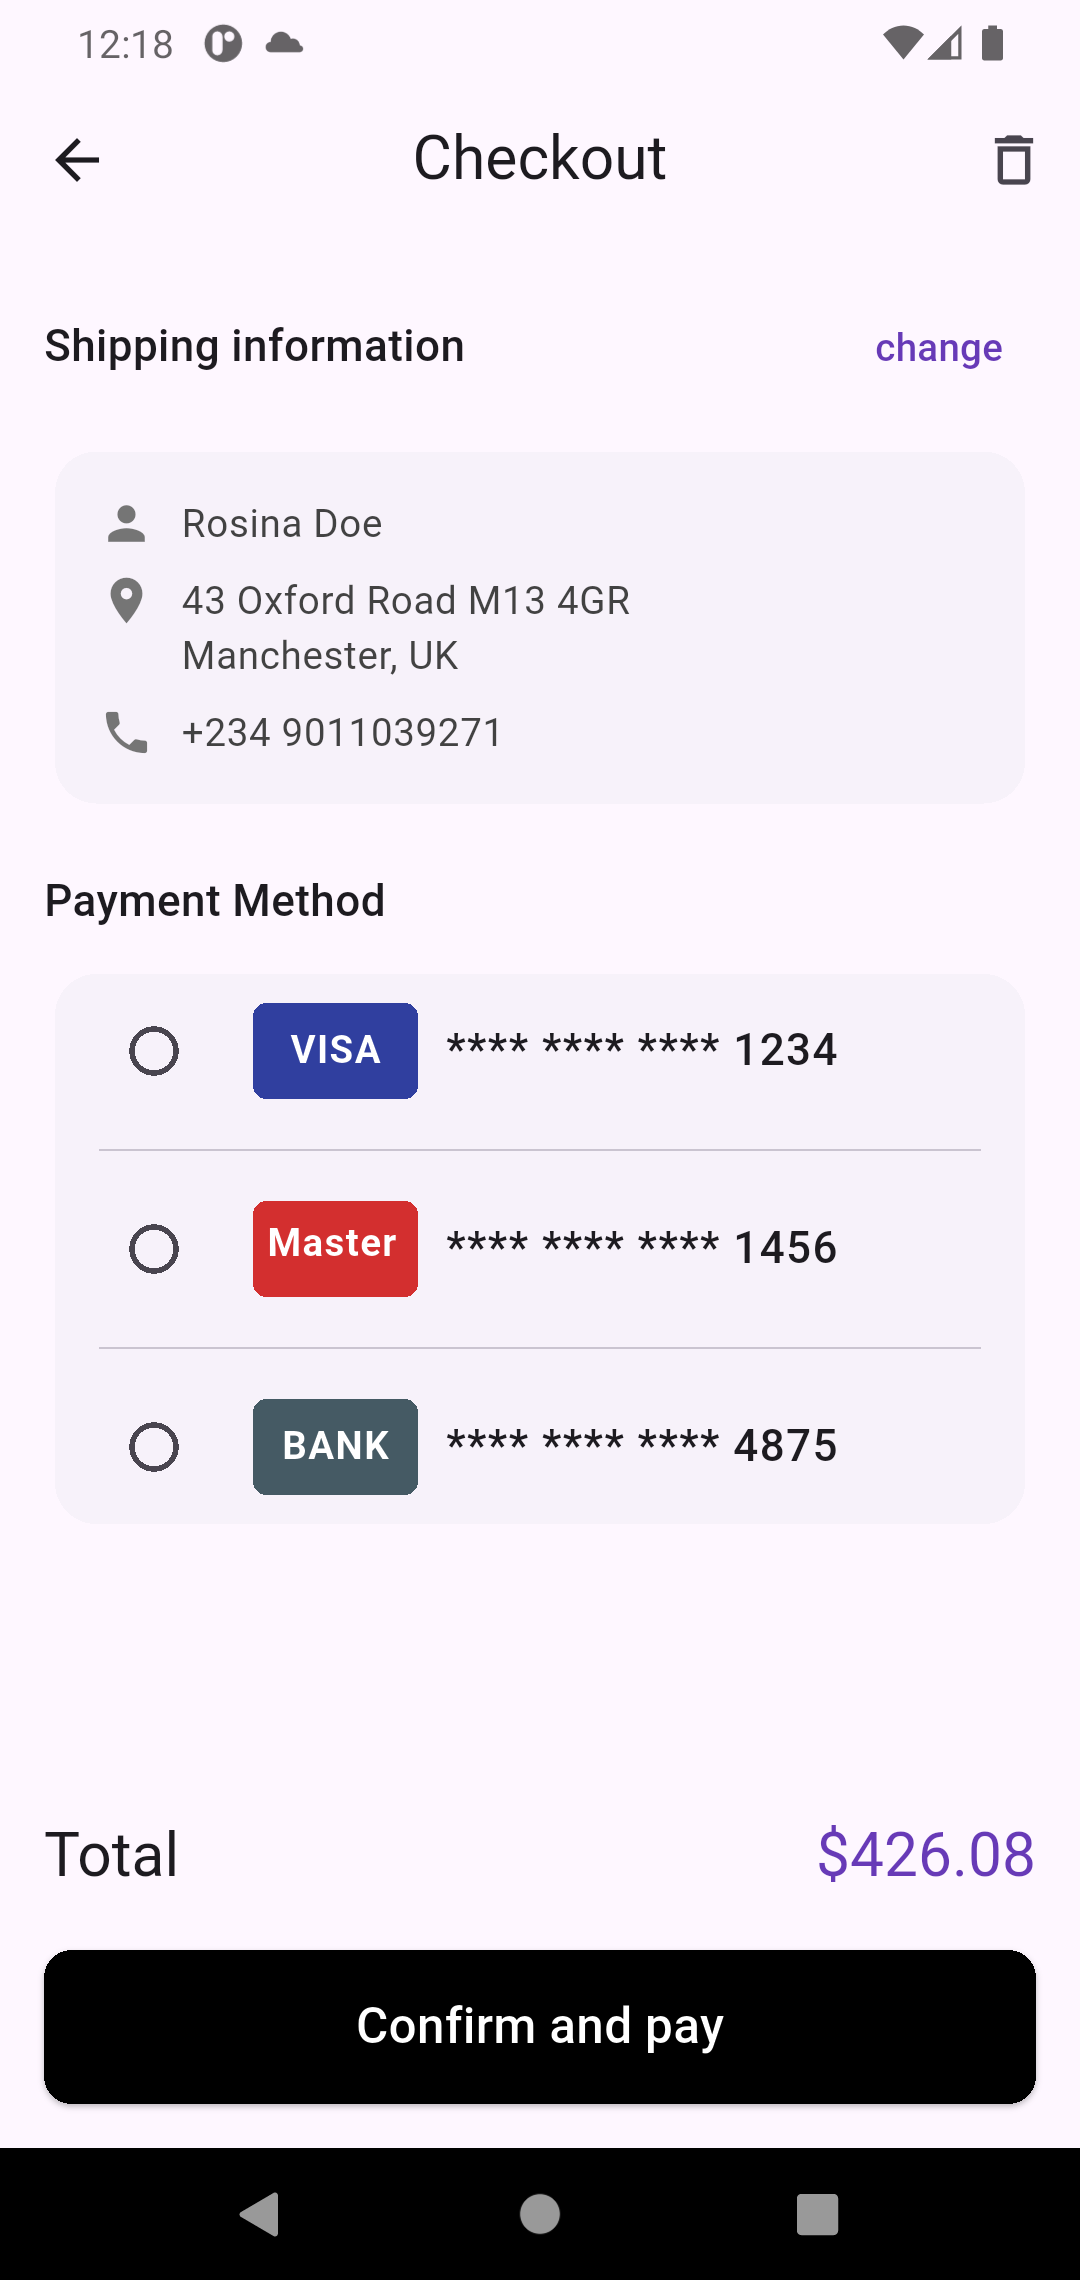 12:18
Checkout
Shipping information
change
Rosina Doe
43 Oxford Road M13 4GR
Manchester, UK
+234 9011039271
Payment Method
VISA **** **** **** 1234
Master **** **** **** 1456
BANK **** **** **** 4875
Total $426.08
Confirm and pay